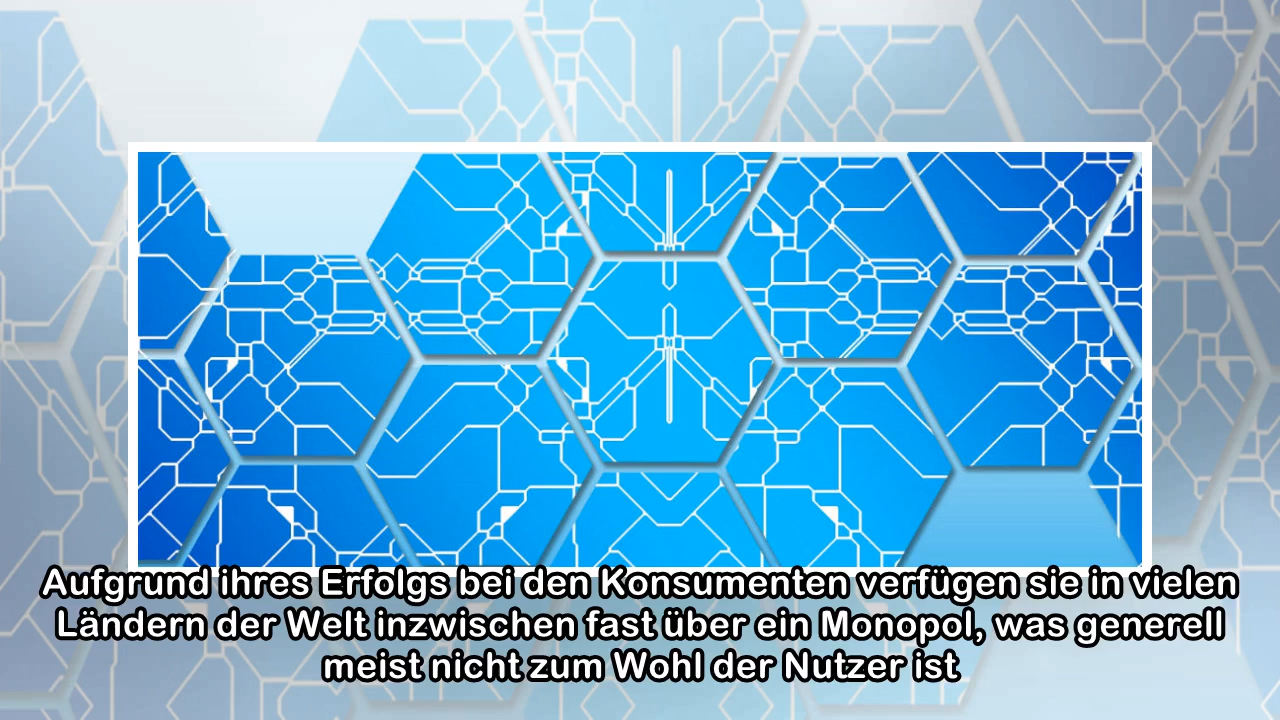 Aufgrund ihres Erfolgs bei den Konsumenten verfügen sie in vielen
Ländern der Welt inzwischen fast über ein Monopol, was generell
meist nicht zum Wohl der Nutzer ist